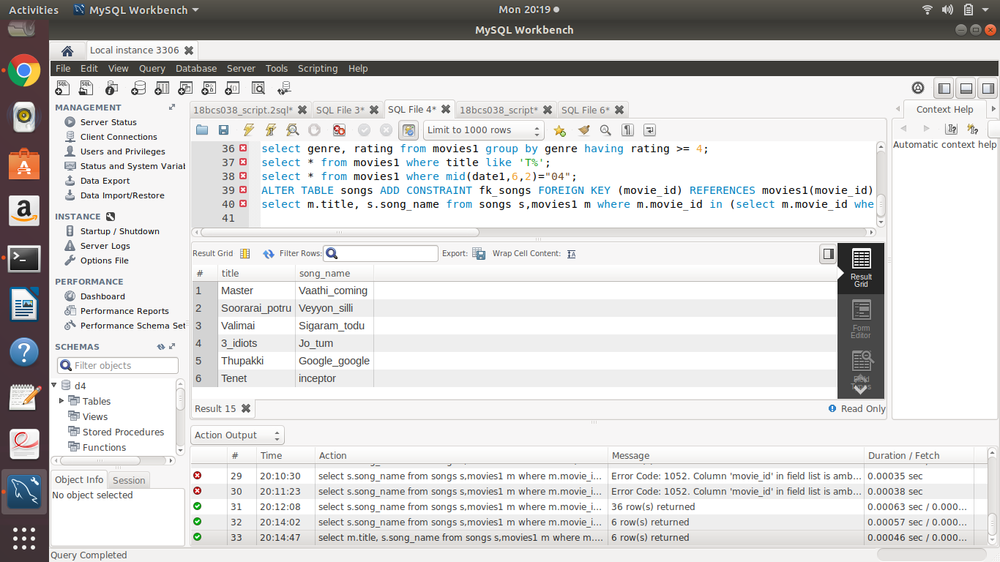 Activities MySQL Workbench Mon 20:19
MySQL Workbench
Local instance 3306
File Edit View Query Database Server Tools Scripting Help
MANAGEMENT
Server Status
Client Connections
Users and Privileges
Status and System Variab
Data Export
Data Import/Restore
INSTANCE
Startup / Shutdown
Server Logs
Options File
PERFORMANCE
Dashboard
Performance Reports
Performance Schema Set
SCHEMAS
Filter objects
d4
Tables
Views
Stored Procedures
Functions
Object Info Session
No object selected
18bcs038_script.2sql* SQL File 3* SQL File 4* 18bcs038_script* SQL File 6*
Limit to 1000 rows
36 select genre, rating from movies1 group by genre having rating >= 4;
37 select * from movies1 where title like 'T%';
38 select * from movies1 where mid(date1,6,2)="04";
39 ALTER TABLE songs ADD CONSTRAINT fk_songs FOREIGN KEY (movie_id) REFERENCES movies1(movie_id)
40 select m.title, s.song_name from songs s,movies1 m where m.movie_id in (select m.movie_id whe
41
Result Grid Filter Rows: Export: Wrap Cell Content:
# title song_name
1 Master Vaathi_coming
2 Soorarai_potru Veyyon_silli
3 Valimai Sigaram_todu
4 3_idiots Jo_tum
5 Thupakki Google_google
6 Tenet inceptor
Result
Grid
Form
Editor
Field
Types
Result 15 Read Only
Context Help
Automatic context help
Action Output
# Time Action Message Duration / Fetch
29 20:10:30 select s.song_name from songs s,movies1 m where m.movie_i... Error Code: 1052. Column 'movie_id' in field list is amb... 0.00035 sec
30 20:11:23 select s.song_name from songs s,movies1 m where m.movie_i... Error Code: 1052. Column 'movie_id' in field list is amb... 0.00038 sec
31 20:12:08 select s.song_name from songs s,movies1 m where m.movie_i... 36 row(s) returned 0.00063 sec / 0.000...
32 20:14:02 select s.song_name from songs s,movies1 m where m.movie_i... 6 row(s) returned 0.00057 sec / 0.000...
33 20:14:47 select m.title, s.song_name from songs s,movies1 m where m.... 6 row(s) returned 0.00046 sec / 0.000...
Query Completed